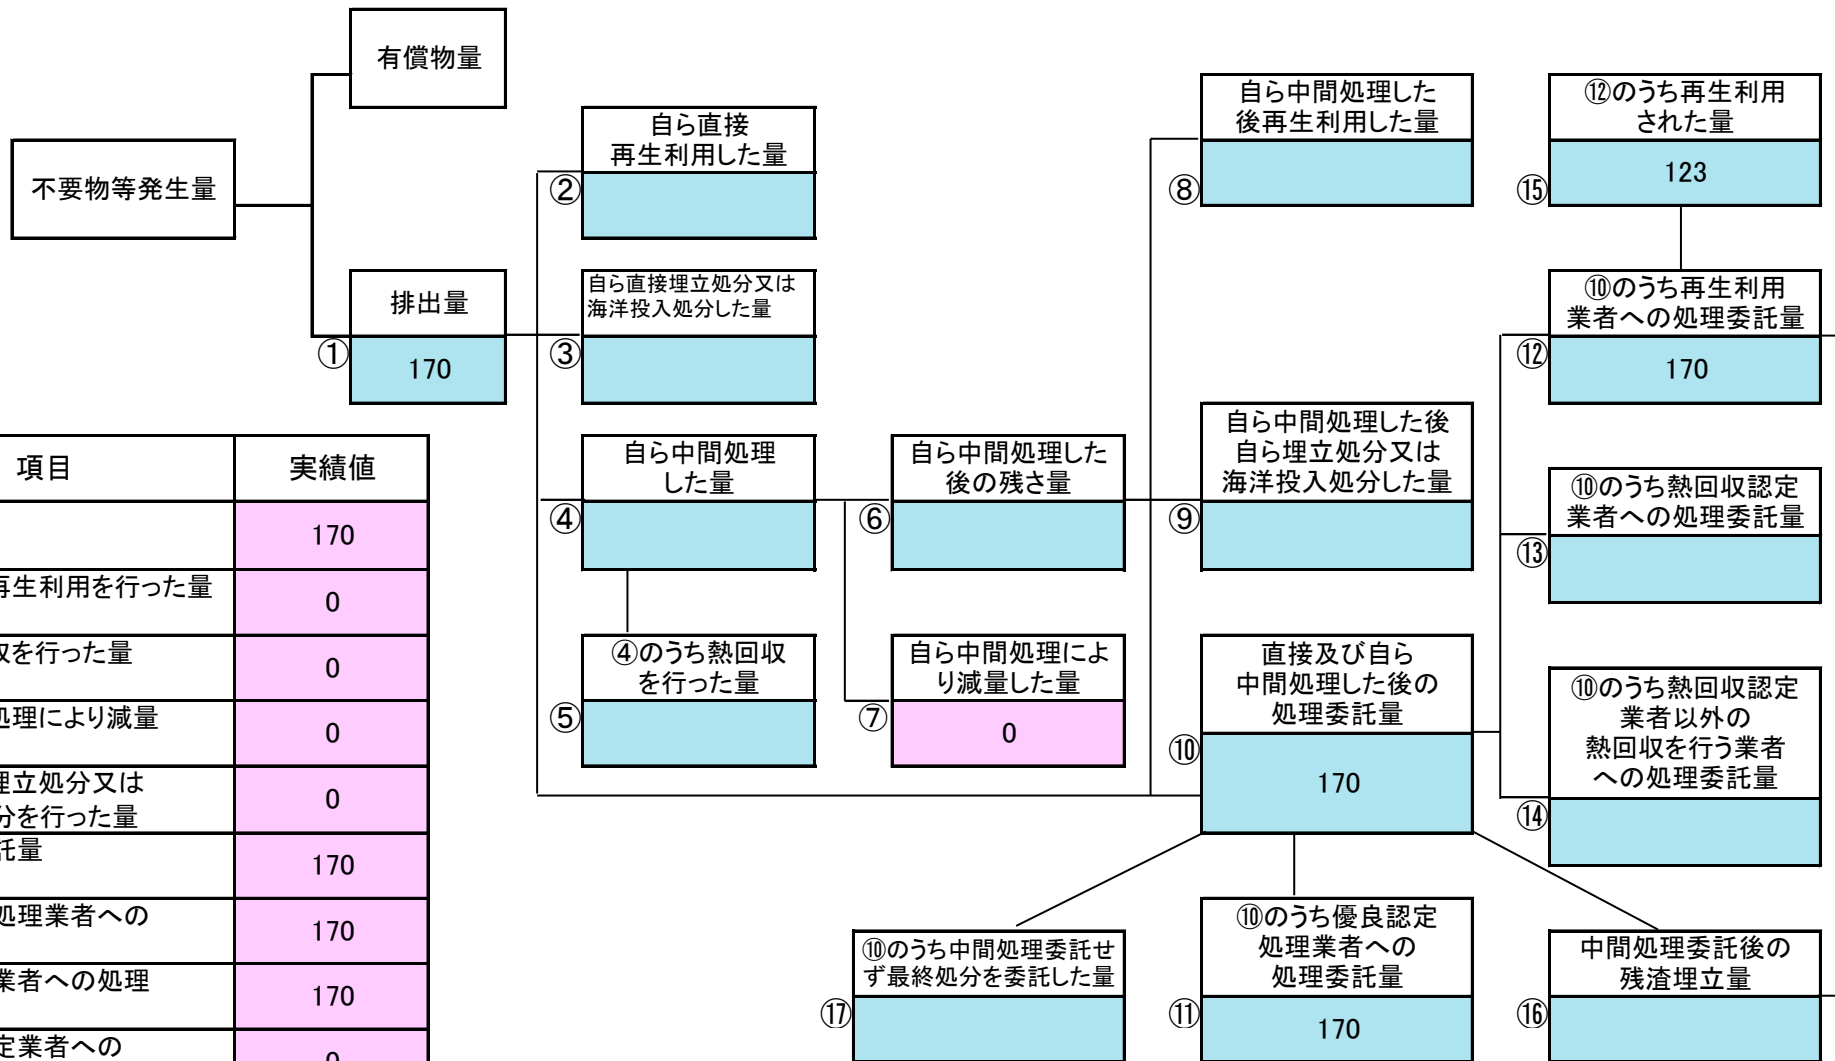 有償物量
不要物等発生量
排出量
①
170
自ら直接
再生利用した量
②
自ら直接埋立処分又は
海洋投入処分した量
③
自ら中間処理
した量
④
④のうち熱回収
を行った量
⑤
自ら中間処理した
後の残さ量
⑥
自ら中間処理によ
り減量した量
⑦
0
自ら中間処理した
後再生利用した量
⑧
自ら中間処理した後
自ら埋立処分又は
海洋投入処分した量
⑨
直接及び自ら
中間処理した後の
処理委託量
⑩
170
⑩のうち優良認定
処理業者への
処理委託量
⑪
170
⑩のうち再生利用
業者への処理委託量
⑫
170
⑩のうち熱回収認定
業者への処理委託量
⑬
⑩のうち熱回収認定
業者以外の
熱回収を行う業者
への処理委託量
⑭
⑫のうち再生利用
された量
⑮
123
中間処理委託後の
残渣埋立量
⑯
⑩のうち中間処理委託せ
ず最終処分を委託した量
⑰
項目 実績値
170
再生利用を行った量 0
を行った量 0
処理により減量 0
埋立処分又は
分を行った量 0
託量 170
処理業者への 170
業者への処理 170
定業者への 0